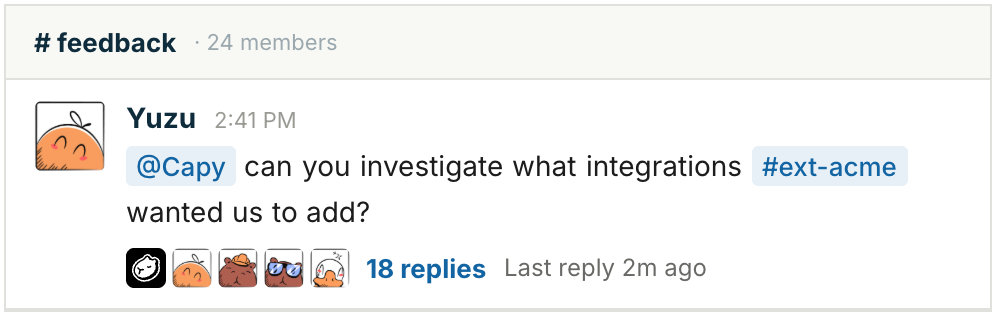 # feedback · 24 members
Yuzu 2:41 PM
@Capy can you investigate what integrations #ext-acme
wanted us to add?
18 replies Last reply 2m ago